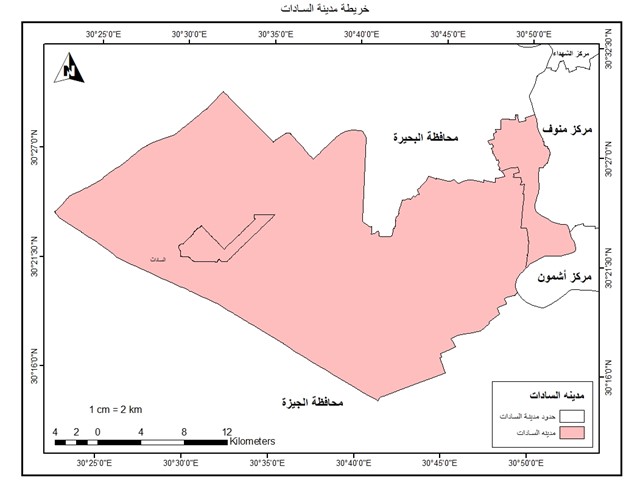 خريطة مدينة السادات
30°25'0"E 30°30'0"E 30°35'0"E 30°40'0"E 30°45'0"E 30°50'0"E
30°32'30"N
مركز الشهداء
N
محافظة البحيرة
مركز منوف
30°27'0"N 30°27'0"N
السادات
30°21'30"N 30°21'30"N
مركز أشمون
30°16'0"N 30°16'0"N
محافظة الجيزة
1 cm = 2 km
4 2 0 4 8 12
Kilometers
مدينه السادات
حدود مدينة السادات
مدينه السادات
30°25'0"E 30°30'0"E 30°35'0"E 30°40'0"E 30°45'0"E 30°50'0"E